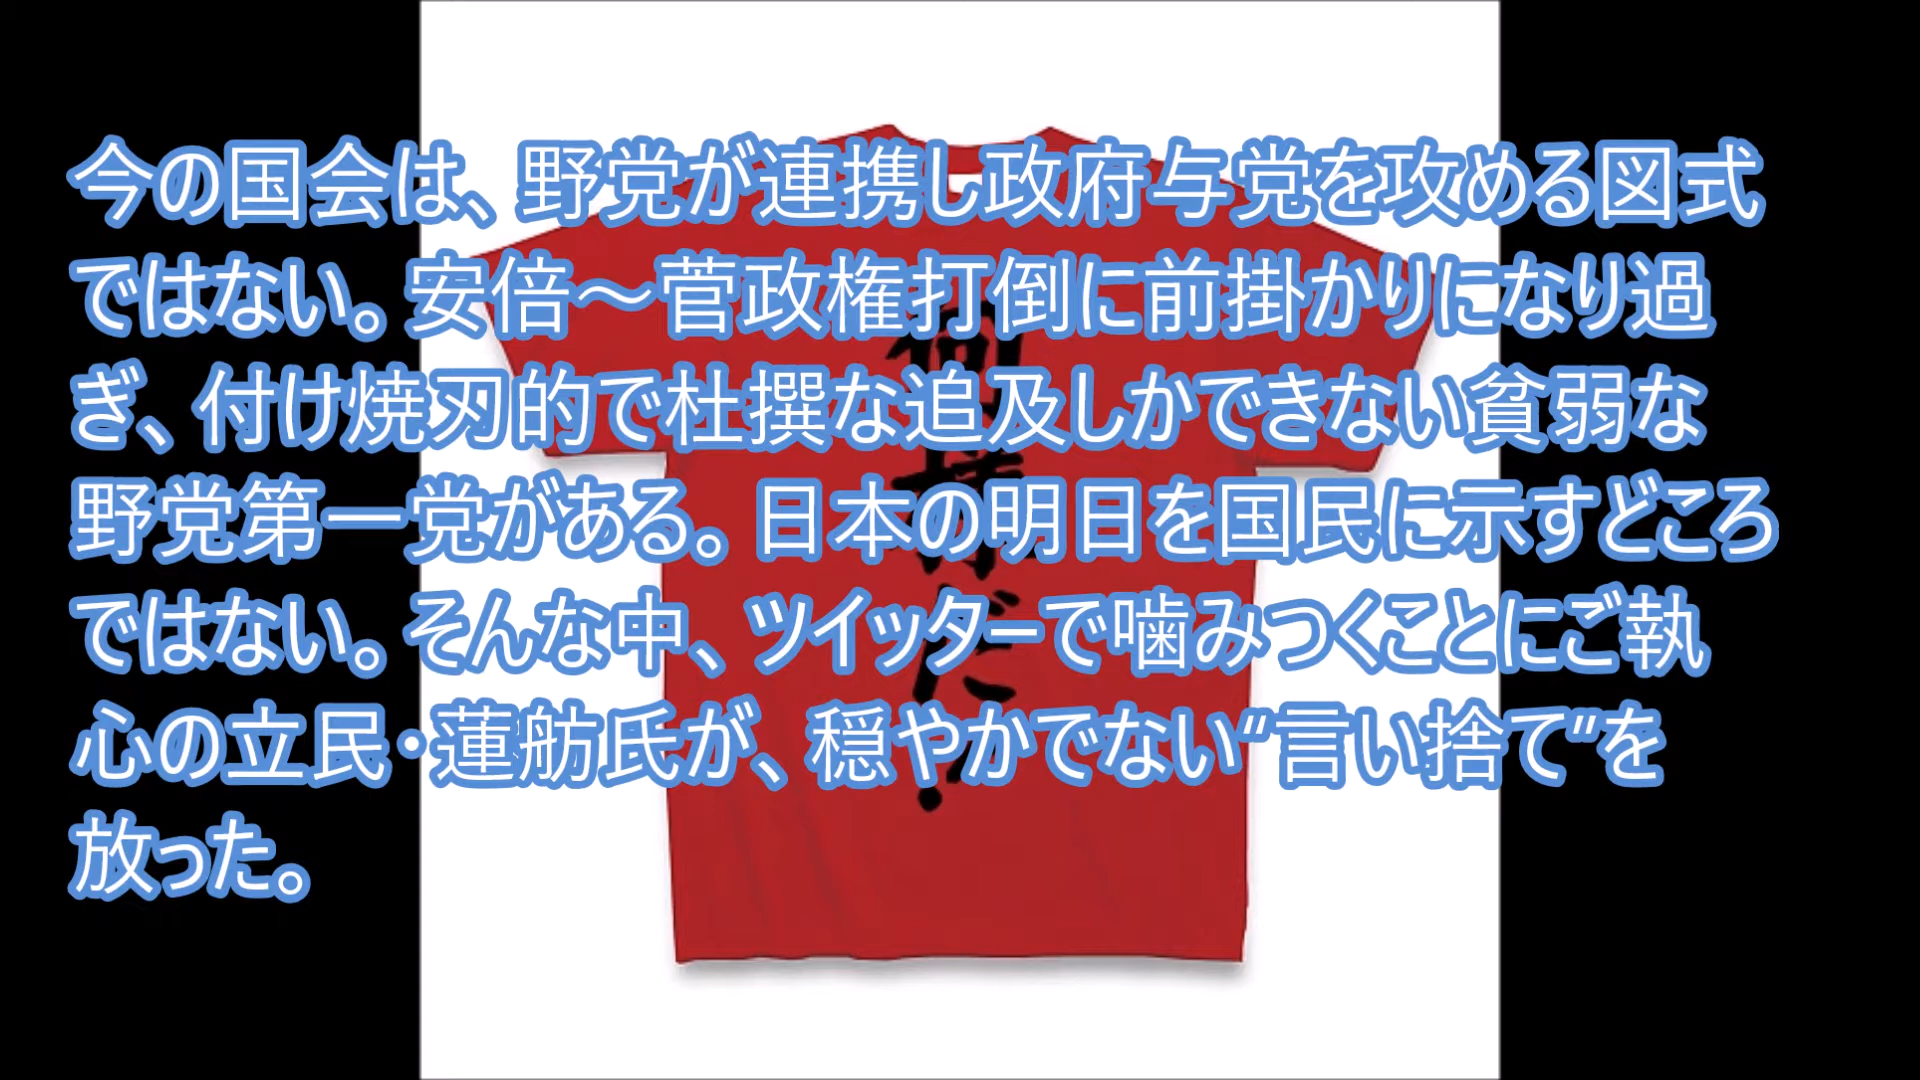 今の国会は、野党が連携し政府与党を攻める図式
ではない。安倍～菅政権打倒に前掛かりになり過
ぎ、付け焼刃的で杜撰な追及しかできない貧弱な
野党第一党がある。日本の明日を国民に示すどころ
ではない。そんな中、ツイッターで噛みつくことにご執
心の立民・蓮舫氏が、穏やかでない“言い捨て”を
放った。